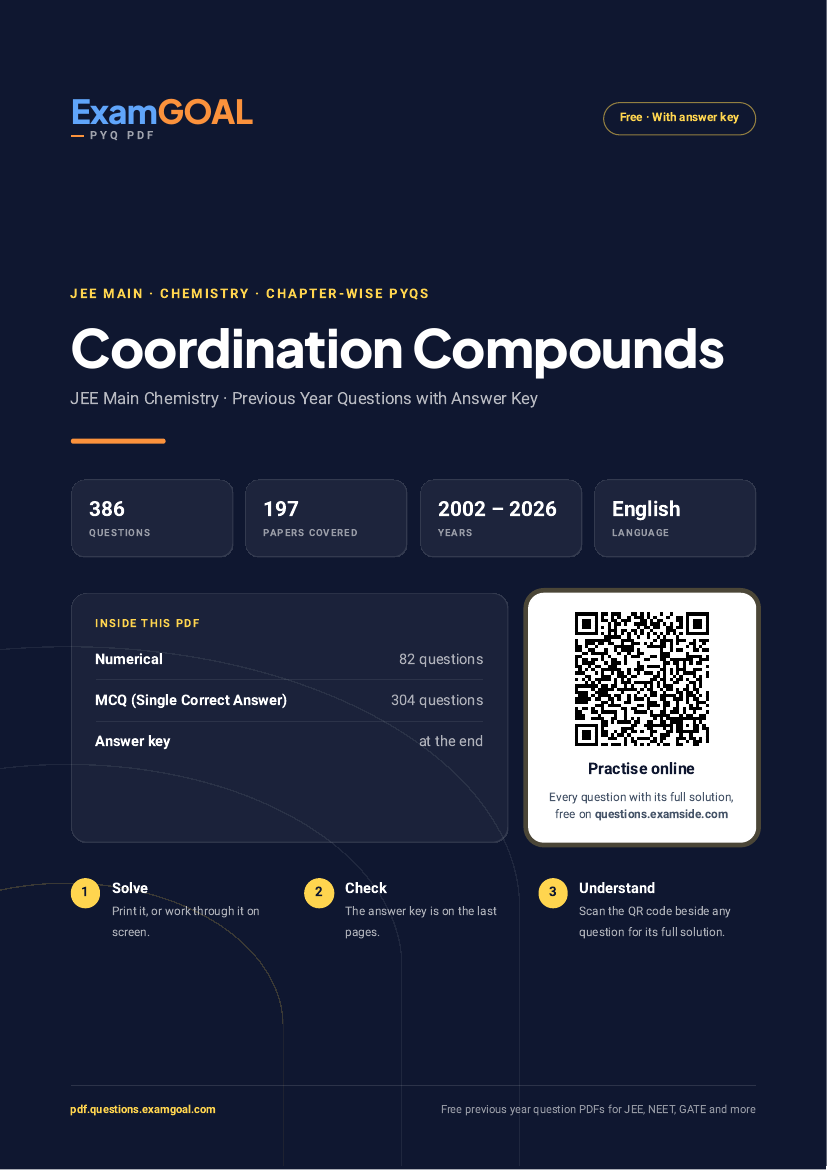 ExamGOAL
PYQ PDF
Free · With answer key
JEE MAIN · CHEMISTRY · CHAPTER-WISE PYQS
Coordination Compounds
JEE Main Chemistry · Previous Year Questions with Answer Key
386
QUESTIONS
197
PAPERS COVERED
2002 – 2026
YEARS
English
LANGUAGE
INSIDE THIS PDF
Numerical 82 questions
MCQ (Single Correct Answer) 304 questions
Answer key at the end
Practise online
Every question with its full solution,
free on questions.examside.com
1 Solve
Print it, or work through it on
screen.
2 Check
The answer key is on the last
pages.
3 Understand
Scan the QR code beside any
question for its full solution.
pdf.questions.examgoal.com
Free previous year question PDFs for JEE, NEET, GATE and more